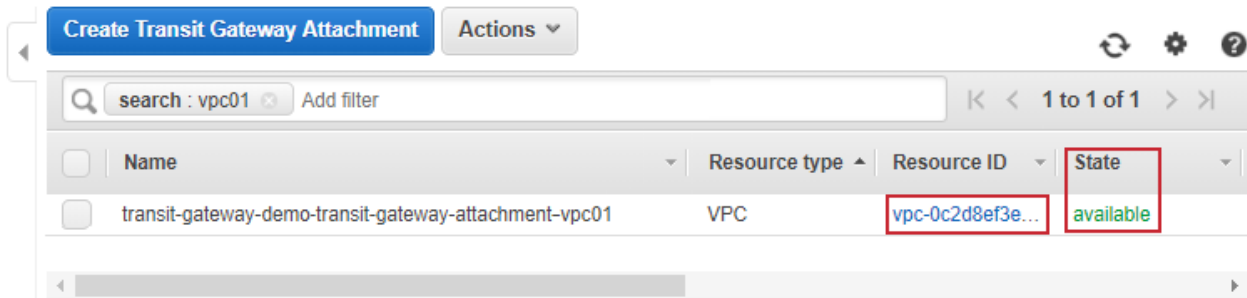 Create Transit Gateway Attachment Actions
search : vpc01 Add filter 1 to 1 of 1
Name Resource type Resource ID State
transit-gateway-demo-transit-gateway-attachment-vpc01 VPC vpc-0c2d8ef3e... available